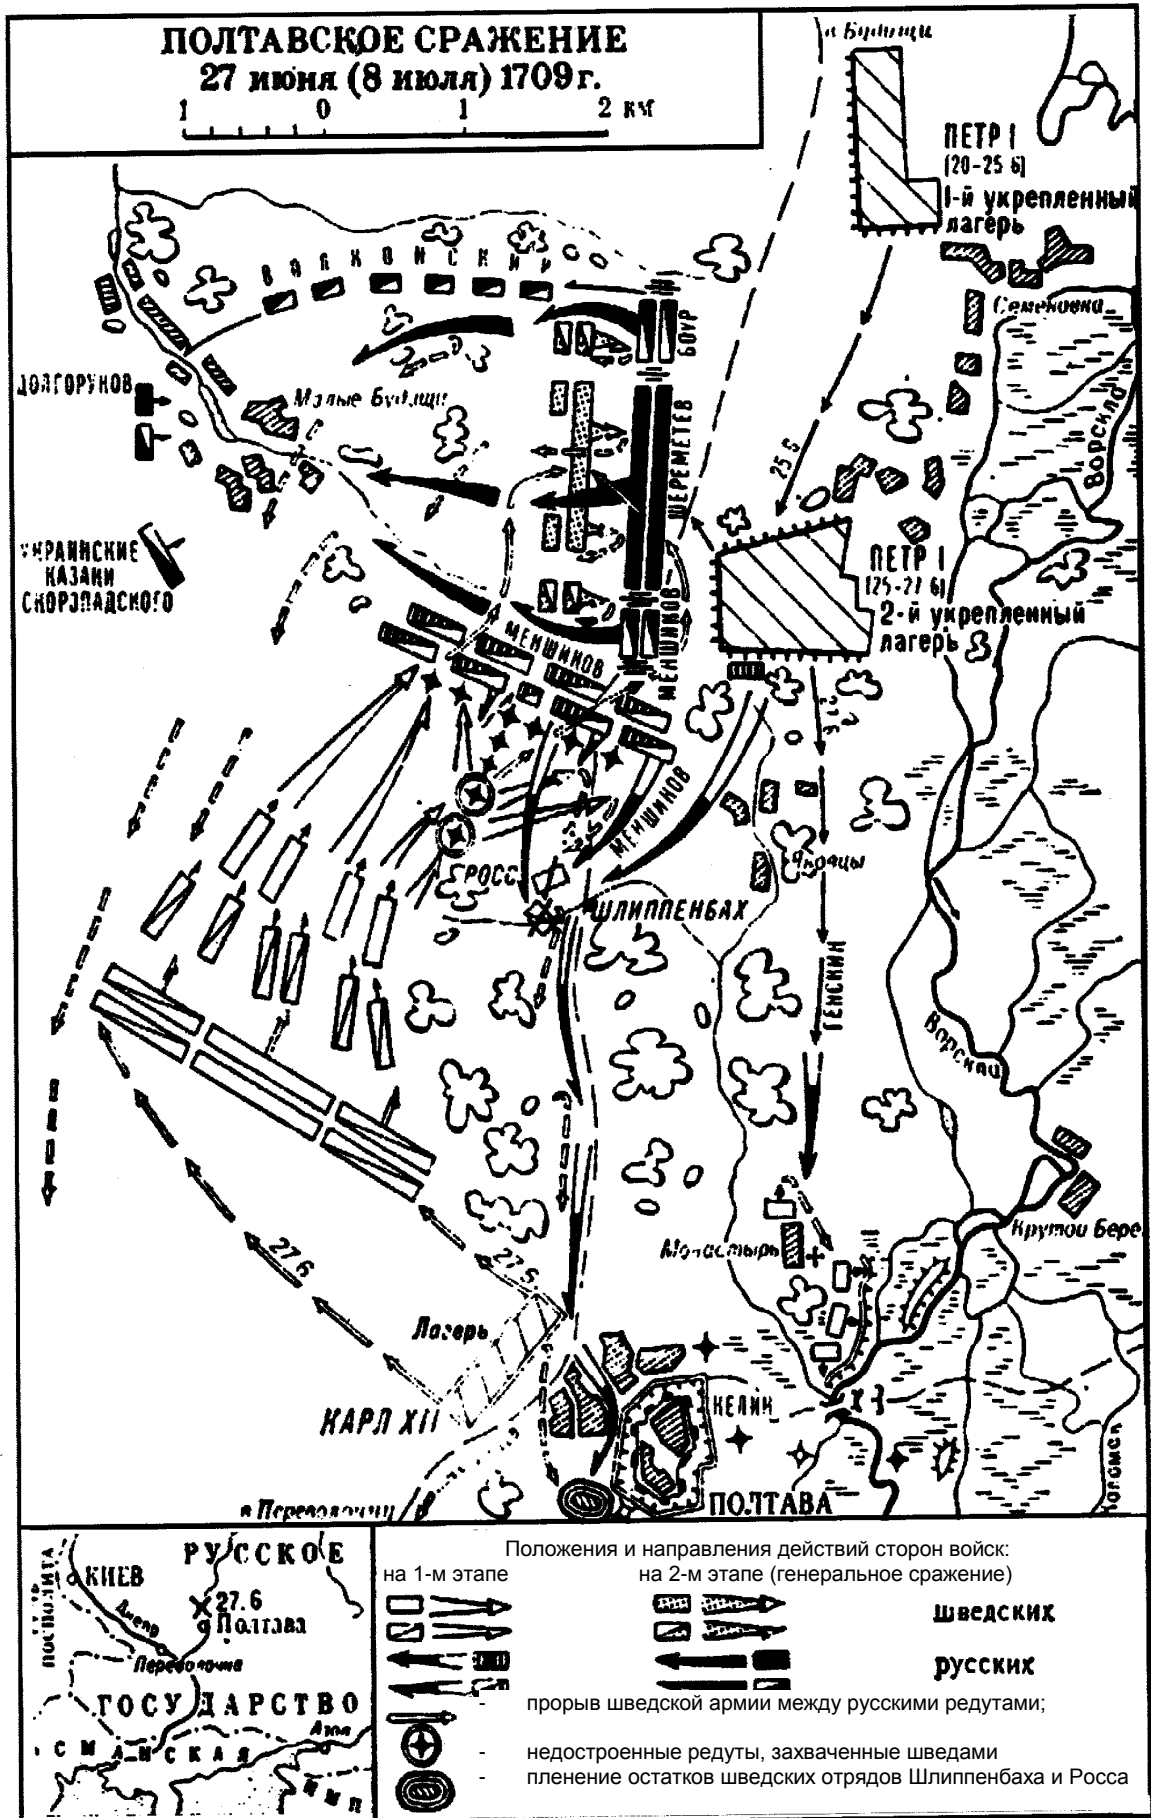 ПОЛТАВСКОЕ СРАЖЕНИЕ
27 июня (8 июля) 1709 г.
1 0 1 2 км
ПЕТР I
(20-25 6)
1-й укрепленный
лагерь
Семеновка
Ворскла
БОУР
ДОЛГОРУКОВ
Малые Будищи
ШЕРЕМЕТЕВ
25 6
УКРАИНСКИЕ
КАЗАКИ
СКОРОПАДСКОГО
ПЕТР I
(25-27 6)
2-й укрепленный
лагерь
МЕНШИКОВ
МЕНШИКОВ
МЕНШИКОВ
РОСС
Яковцы
ШЛИППЕНБАХ
ГЕНСКИН
Ворскла
Крутой Бере
Монастырь
27 6
27 6
Лагерь
КАРЛ XII
КЕЛИН
ПОЛТАВА
в Переволочну
РУССКОЕ
КИЕВ
27.6
Полтава
Днепр
Переволочна
ГОСУДАРСТВО
Азов
Положения и направления действий сторон войск:
на 1-м этапе на 2-м этапе (генеральное сражение)
шведских
русских
- прорыв шведской армии между русскими редутами;
- недостроенные редуты, захваченные шведами
- пленение остатков шведских отрядов Шлиппенбаха и Росса